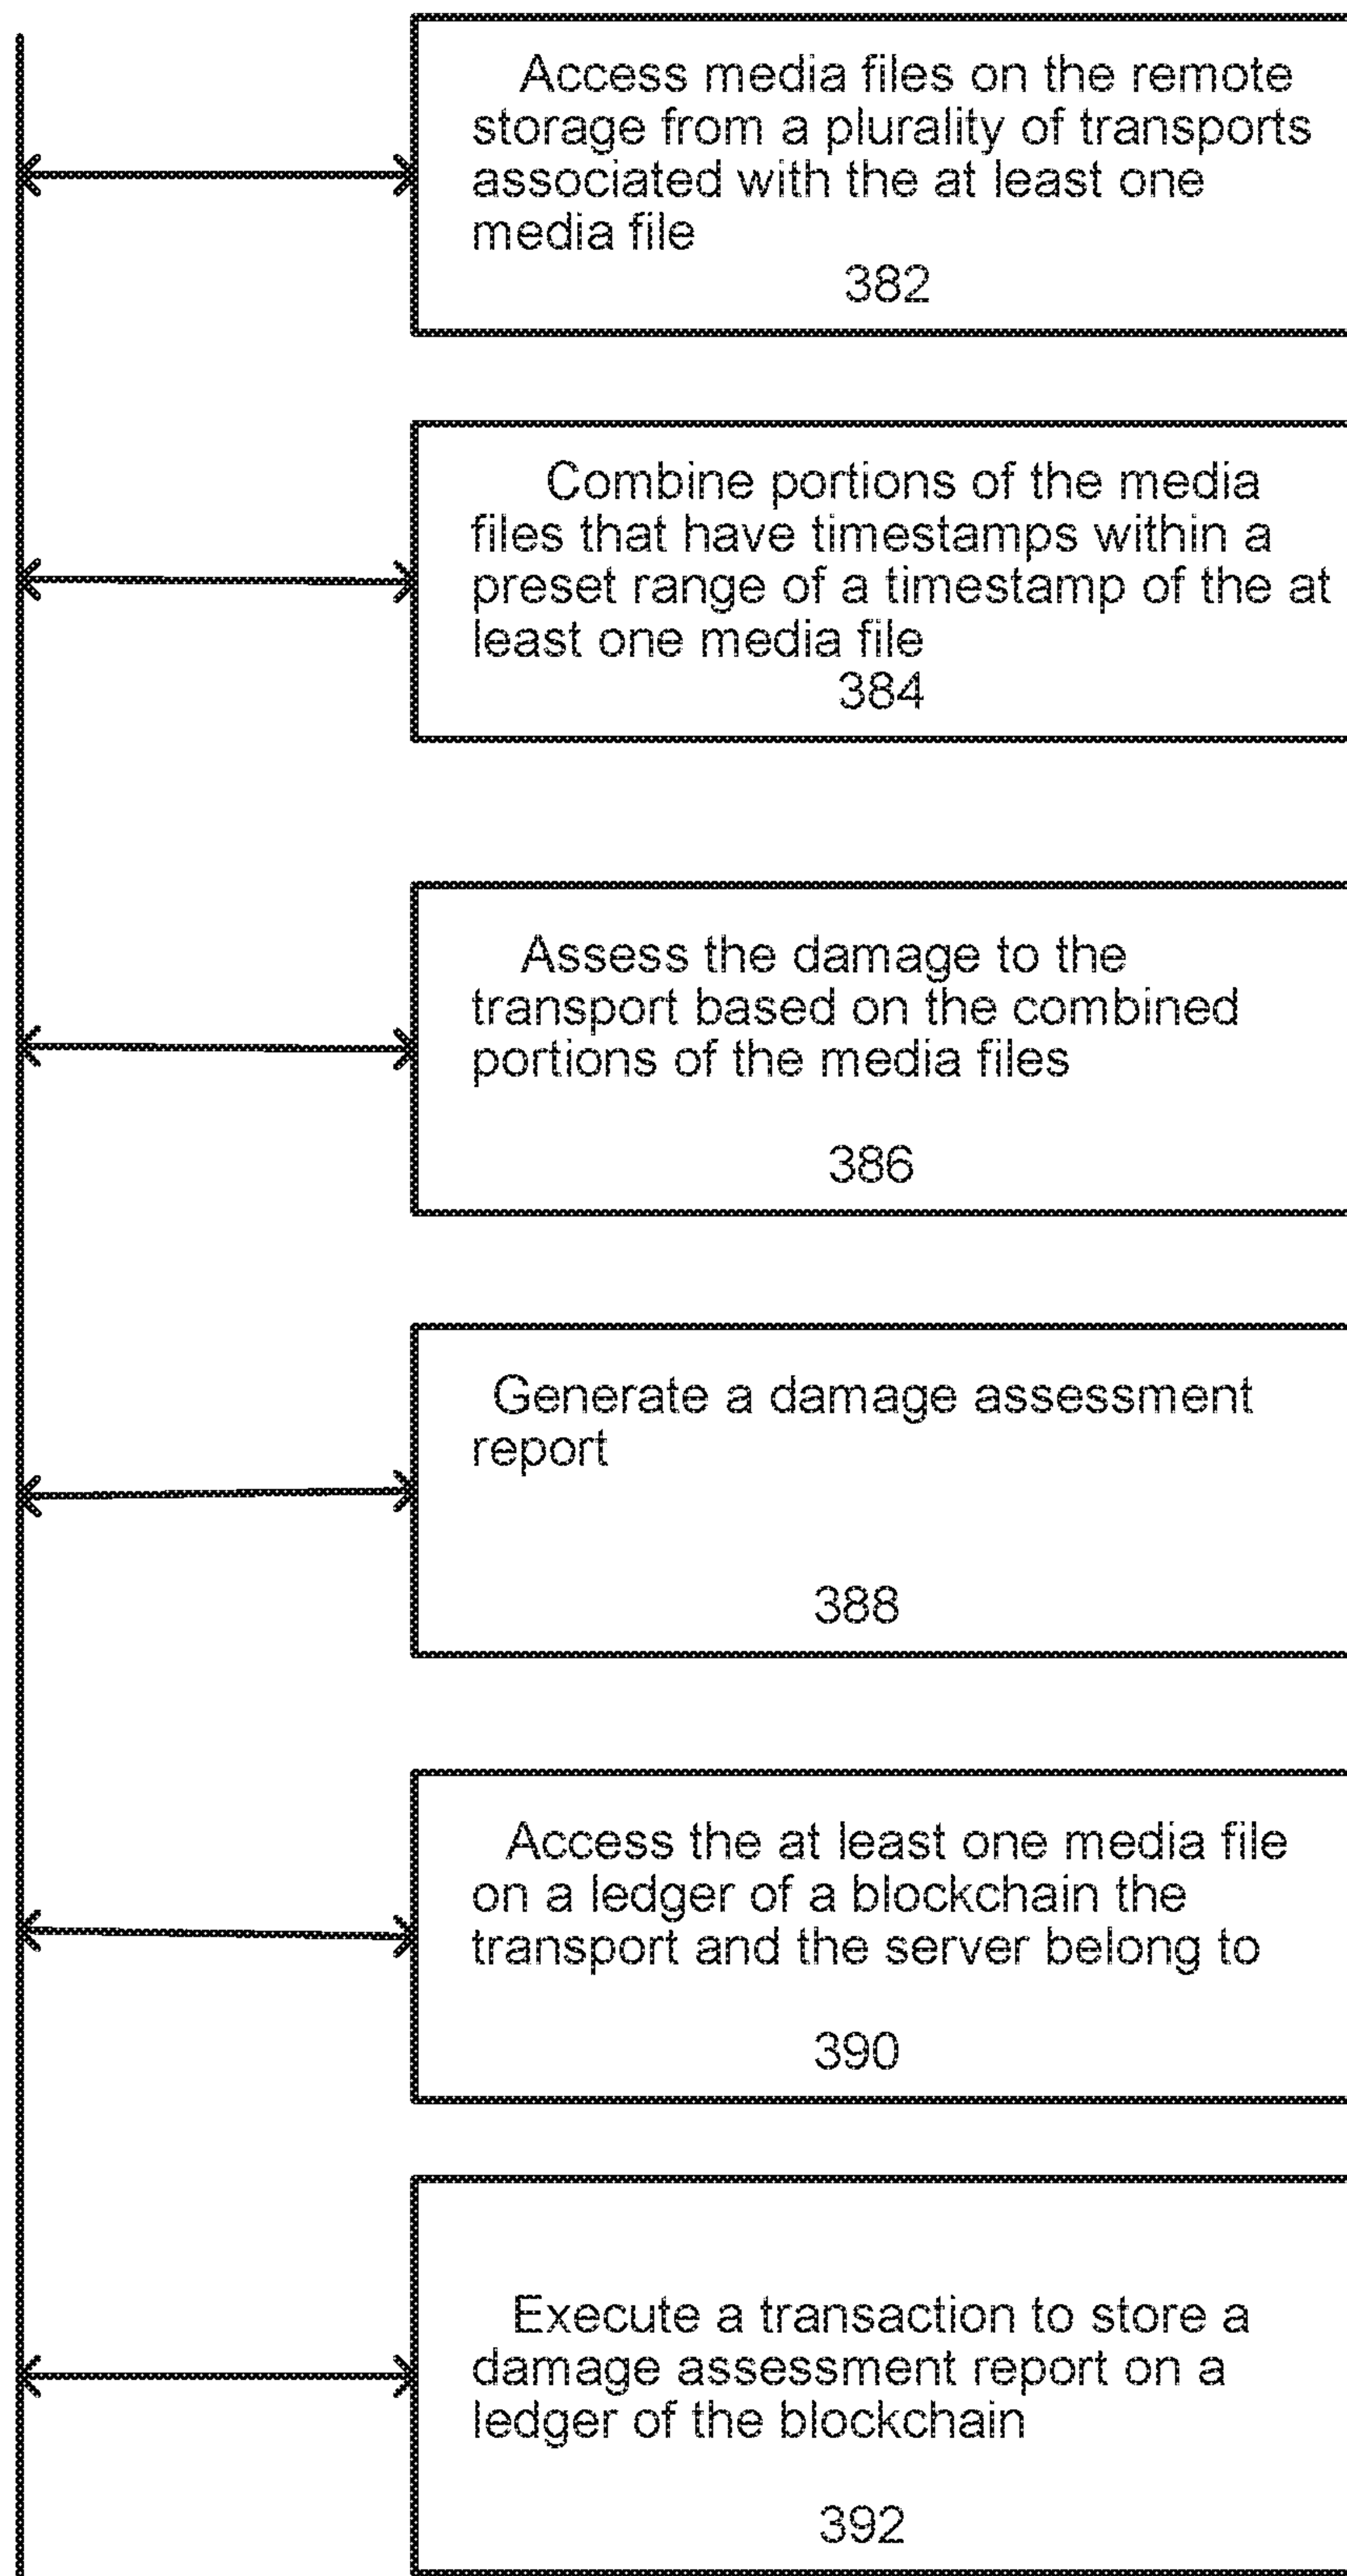 Access media files on the remote
storage from a plurality of transports
associated with the at least one
media file
382
Combine portions of the media
files that have timestamps within a
preset range of a timestamp of the at
least one media file
384
Assess the damage to the
transport based on the combined
portions of the media files
386
Generate a damage assessment
report
388
Access the at least one media file
on a ledger of a blockchain the
transport and the server belong to
390
Execute a transaction to store a
damage assessment report on a
ledger of the blockchain
392